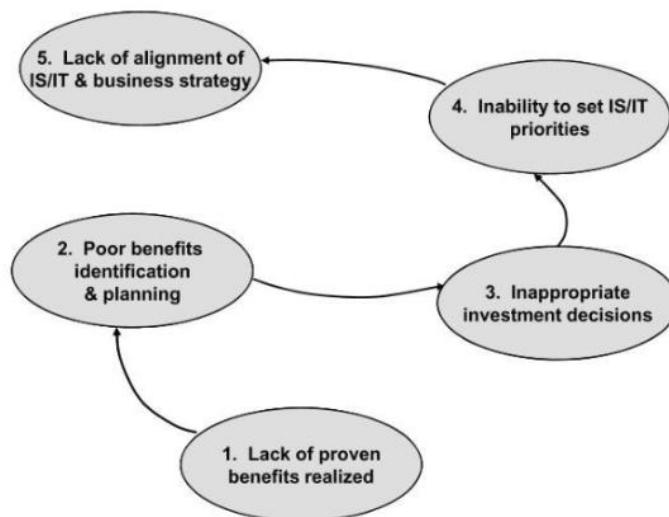 5. Lack of alignment of
IS/IT & business strategy
4. Inability to set IS/IT
priorities
2. Poor benefits
identification
& planning
3. Inappropriate
investment decisions
1. Lack of proven
benefits realized